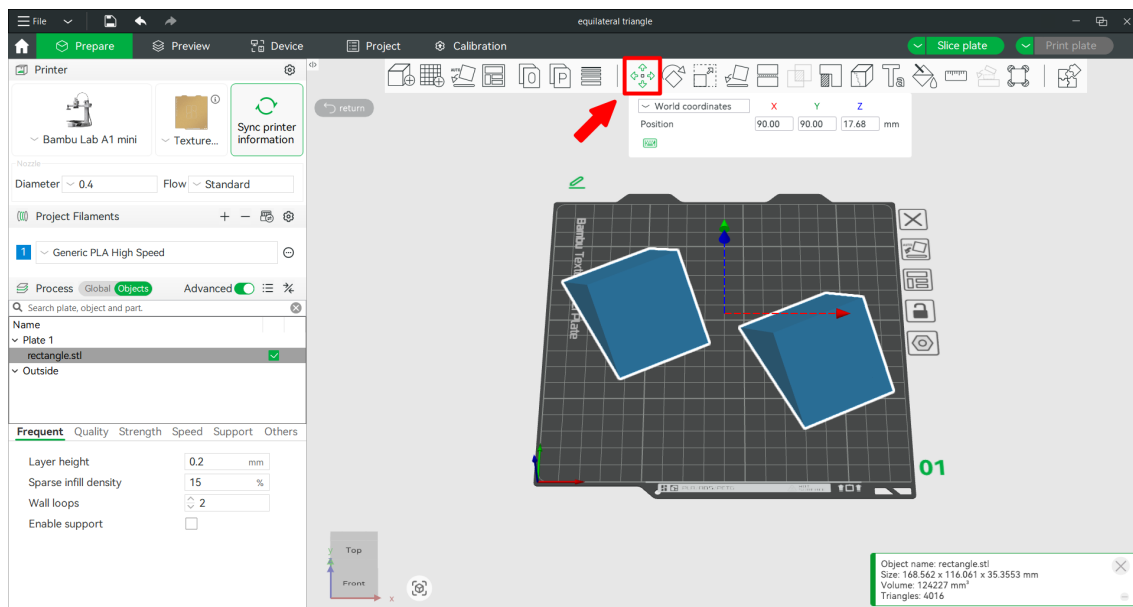 File
equilateral triangle
Prepare
Preview
Device
Project
Calibration
Slice plate
Print plate
Printer
return
World coordinates X Y Z
Position 90.00 90.00 17.68 mm
Bambu Lab A1 mini
Texture...
Sync printer
information
Nozzle
Diameter 0.4 Flow Standard
Project Filaments
1 Generic PLA High Speed
Process Global Objects Advanced
Search plate, object and part.
Name
Plate 1
rectangle.stl
Outside
Frequent Quality Strength Speed Support Others
Layer height 0.2 mm
Sparse infill density 15 %
Wall loops 2
Enable support
Bambu Text
Plate
01
Top
Front
y
x
Object name: rectangle.stl
Size: 168.562 x 116.061 x 35.3553 mm
Volume: 124227 mm³
Triangles: 4016